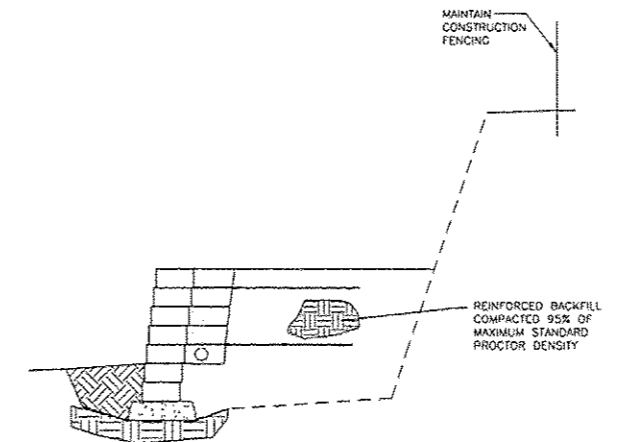 MAINTAIN
CONSTRUCTION
FENCING
REINFORCED BACKFILL
COMPACTED 95% OF
MAXIMUM STANDARD
PROCTOR DENSITY